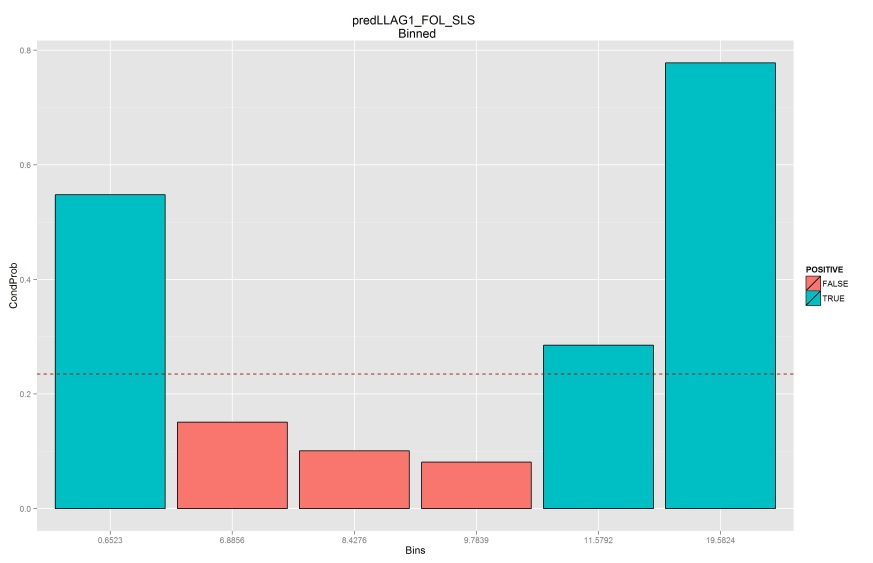 predLLAG1_FOL_SLS
Binned
0.8
0.6
0.4
0.2
0.0
CondProb
0.6523 6.8856 8.4276 9.7839 11.5792 19.5824
Bins
POSITIVE
FALSE
TRUE